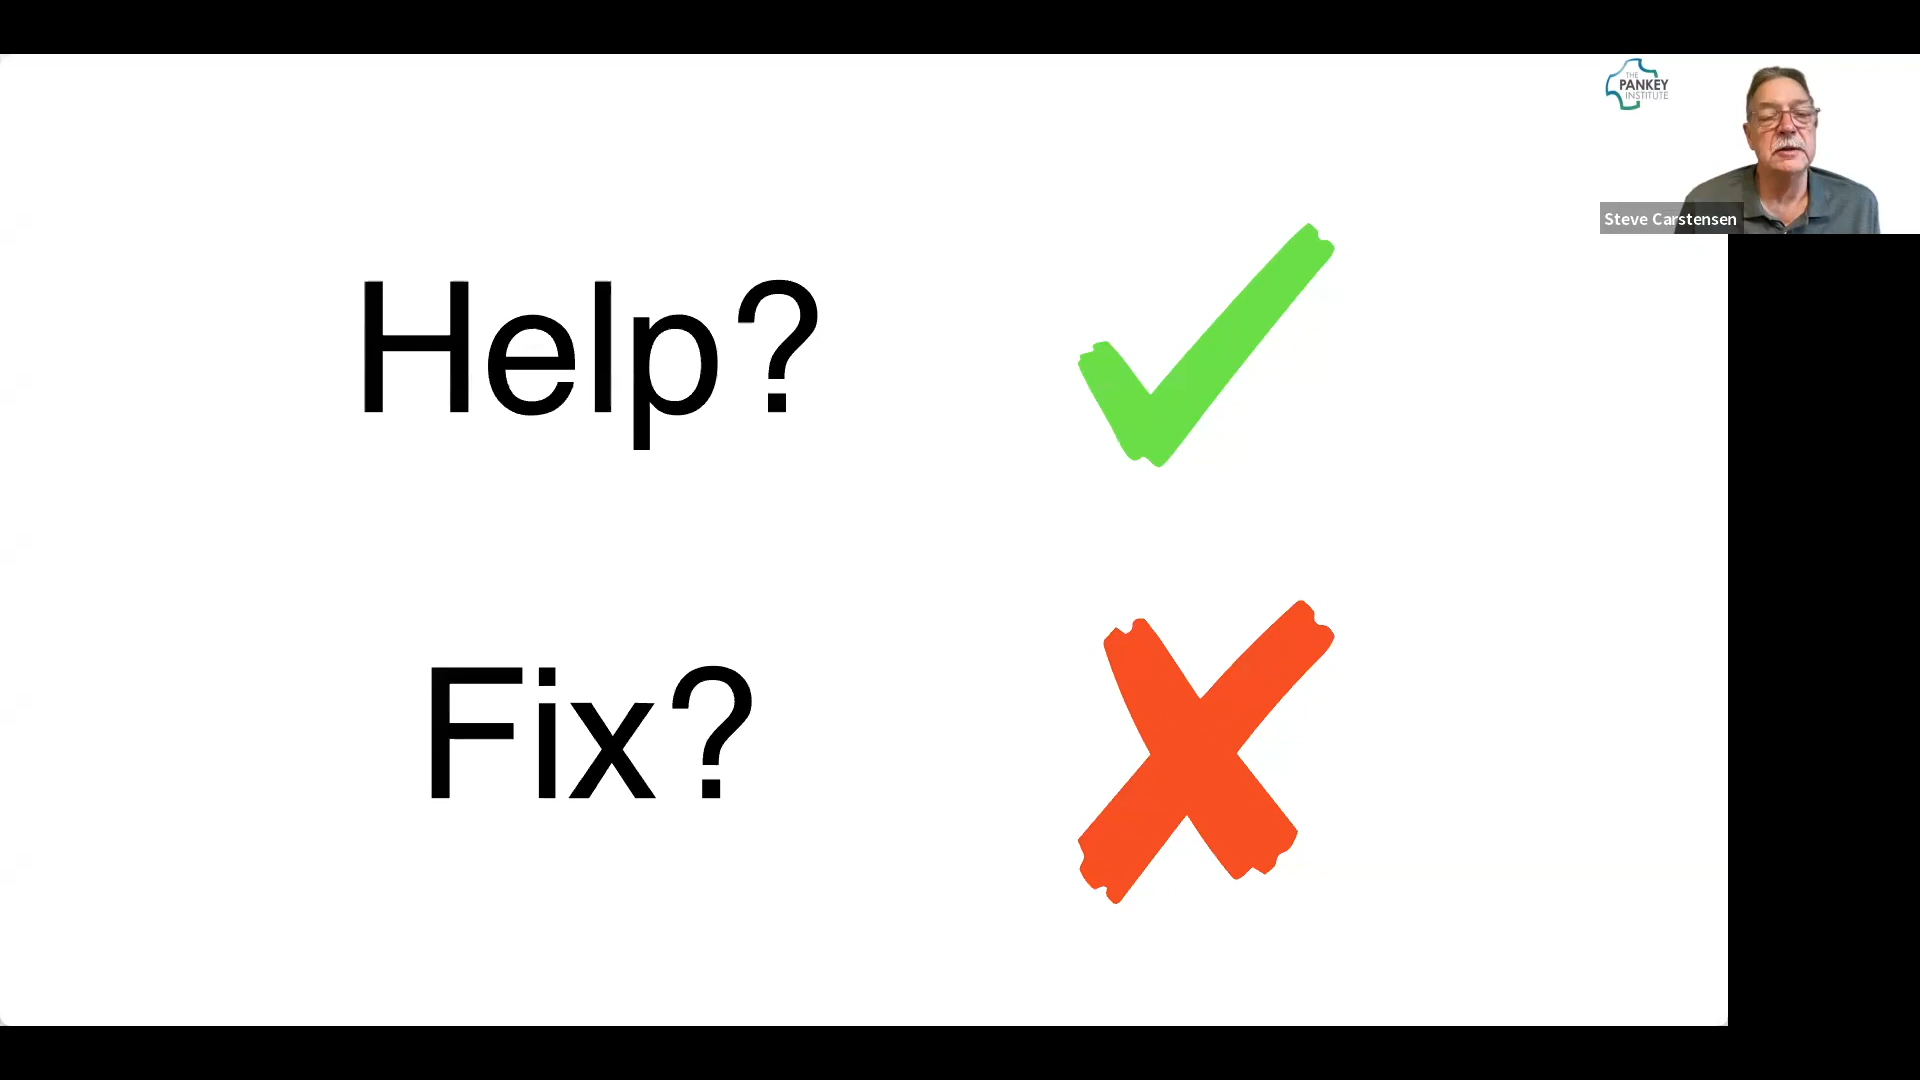 THE
PANKEY
INSTITUTE
Steve Carstensen
Help?
Fix?